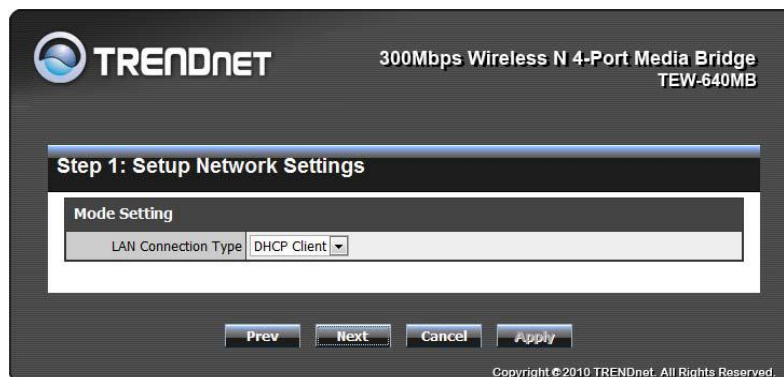 TRENDNET
300Mbps Wireless N 4-Port Media Bridge
TEW-640MB
Step 1: Setup Network Settings
Mode Setting
LAN Connection Type DHCP Client
Prev Next Cancel Apply
Copyright © 2010 TRENDnet. All Rights Reserved.